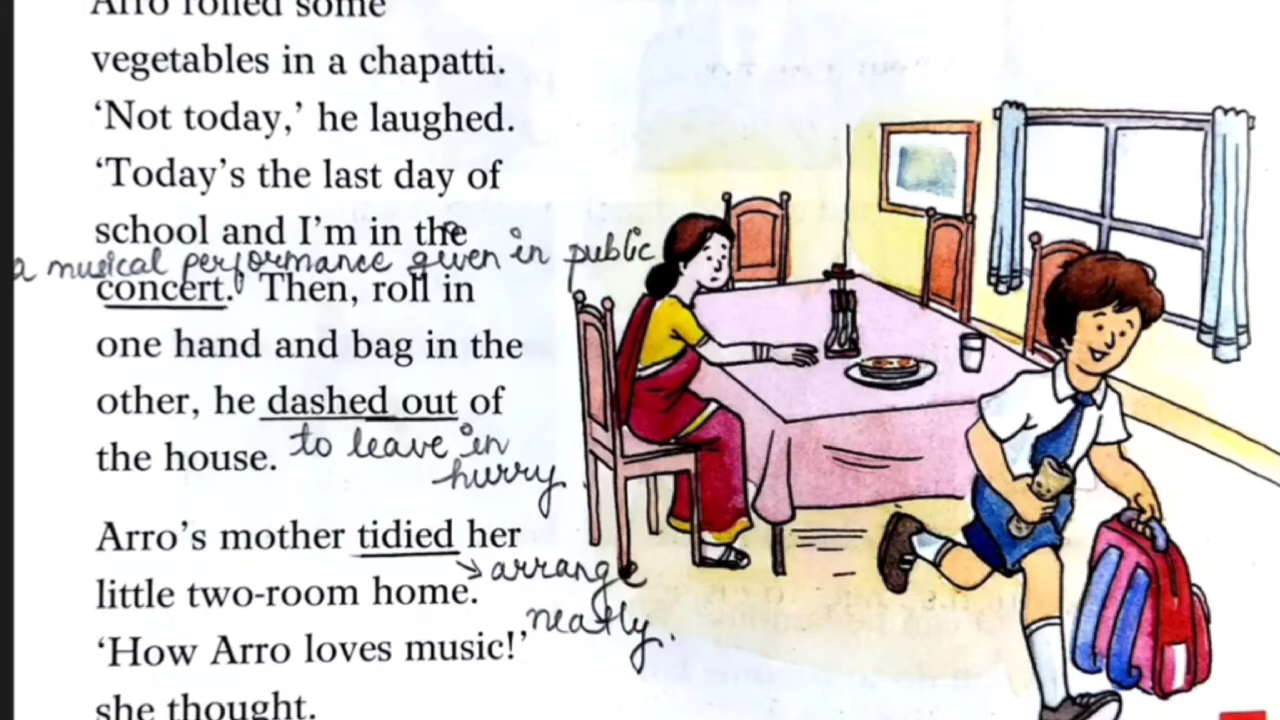 Arro rolled some
vegetables in a chapatti.
‘Not today,’ he laughed.
‘Today’s the last day of
school and I’m in the
a musical performance given in public
concert.’ Then, roll in
one hand and bag in the
other, he dashed out of
the house. to leave in
hurry.
Arro’s mother tidied her
→ arrange
little two-room home.
neatly.
‘How Arro loves music!’
she thought.